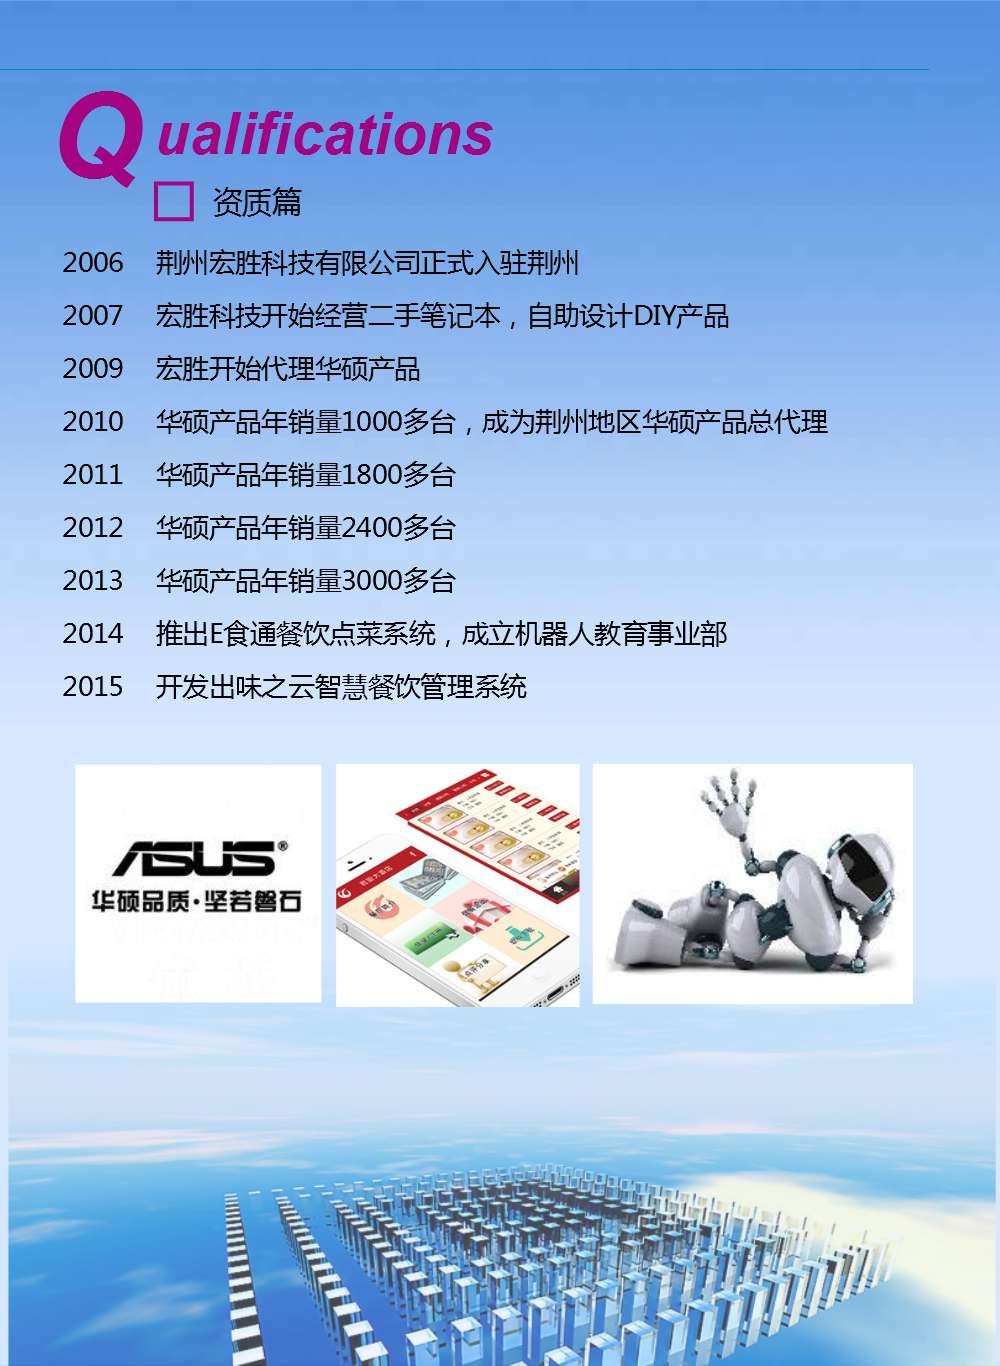 Qualifications
资质篇
2006 荆州宏胜科技有限公司正式入驻荆州
2007 宏胜科技开始经营二手笔记本，自助设计DIY产品
2009 宏胜开始代理华硕产品
2010 华硕产品年销量1000多台，成为荆州地区华硕产品总代理
2011 华硕产品年销量1800多台
2012 华硕产品年销量2400多台
2013 华硕产品年销量3000多台
2014 推出E食通餐饮点菜系统，成立机器人教育事业部
2015 开发出味之云智慧餐饮管理系统
ASUS®
华硕品质·坚若磐石
点评分享